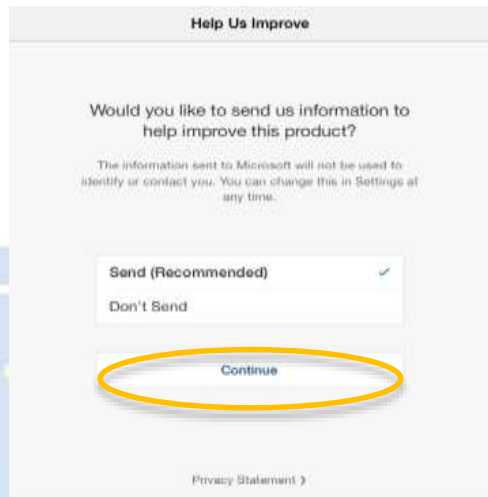 Help Us Improve
Would you like to send us information to
help improve this product?
The information sent to Microsoft will not be used to
identify or contact you. You can change this in Settings at
any time.
Send (Recommended)
Don't Send
Continue
Privacy Statement >